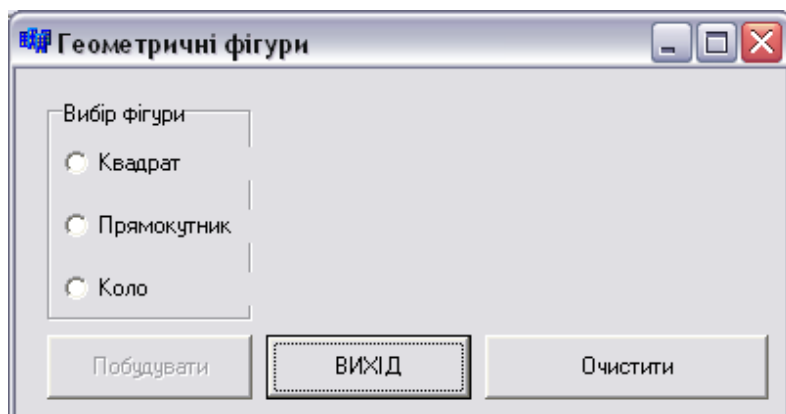 Геометричні фігури
Вибір фігури
Квадрат
Прямокутник
Коло
Побудувати ВИХІД Очистити